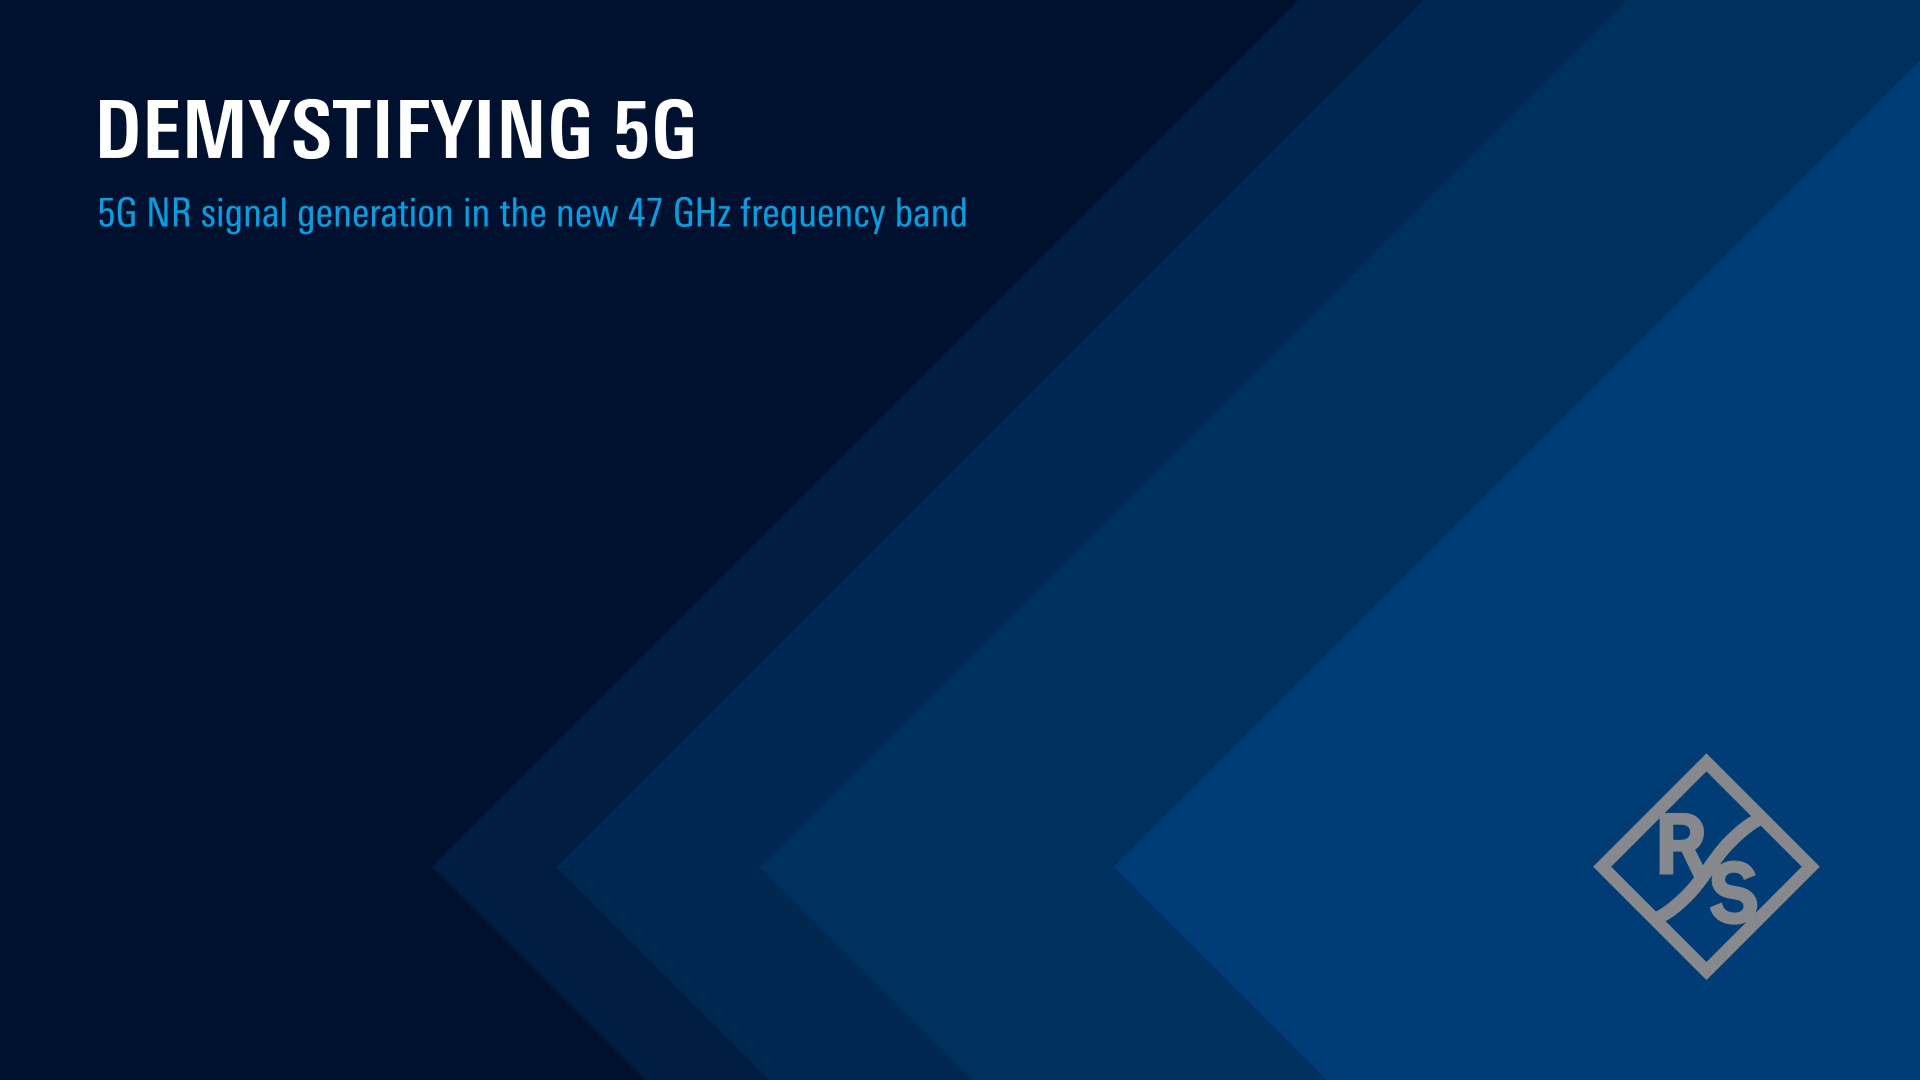 DEMYSTIFYING 5G
5G NR signal generation in the new 47 GHz frequency band
R S